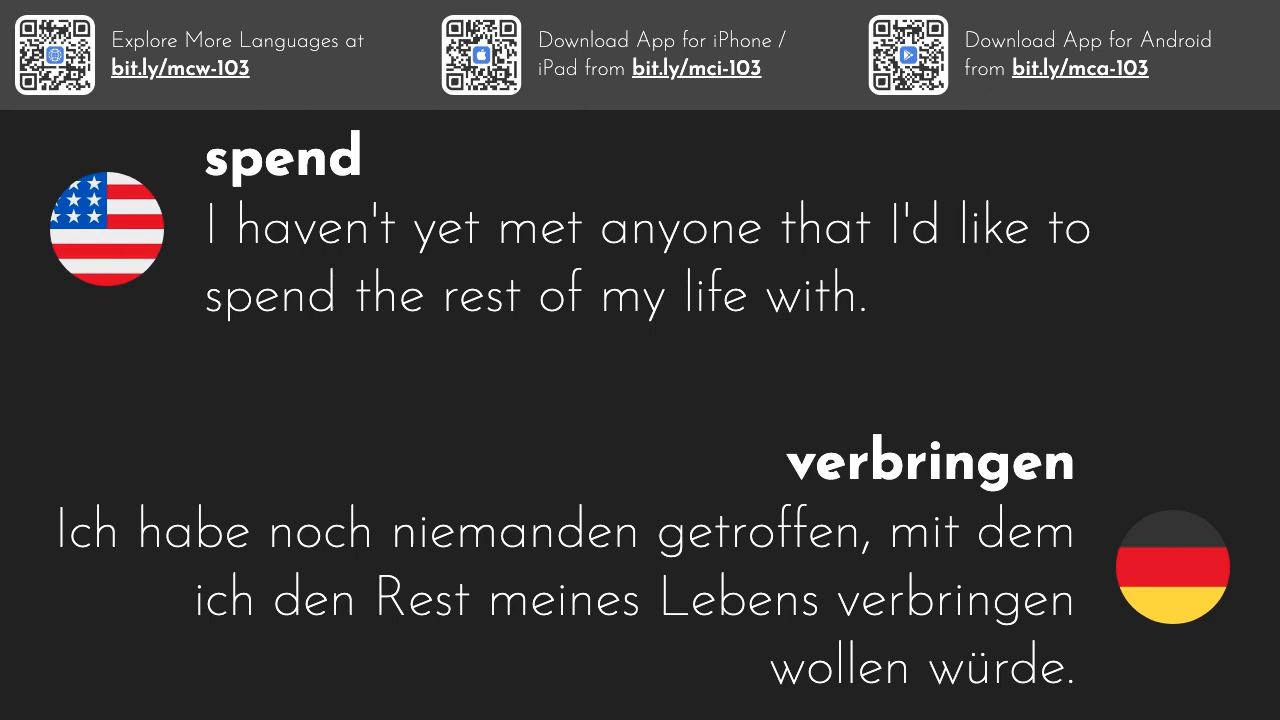 Explore More Languages at
bit.ly/mcw-103
Download App for iPhone /
iPad from bit.ly/mci-103
Download App for Android
from bit.ly/mca-103
spend
I haven't yet met anyone that I'd like to
spend the rest of my life with.
verbringen
Ich habe noch niemanden getroffen, mit dem
ich den Rest meines Lebens verbringen
wollen würde.